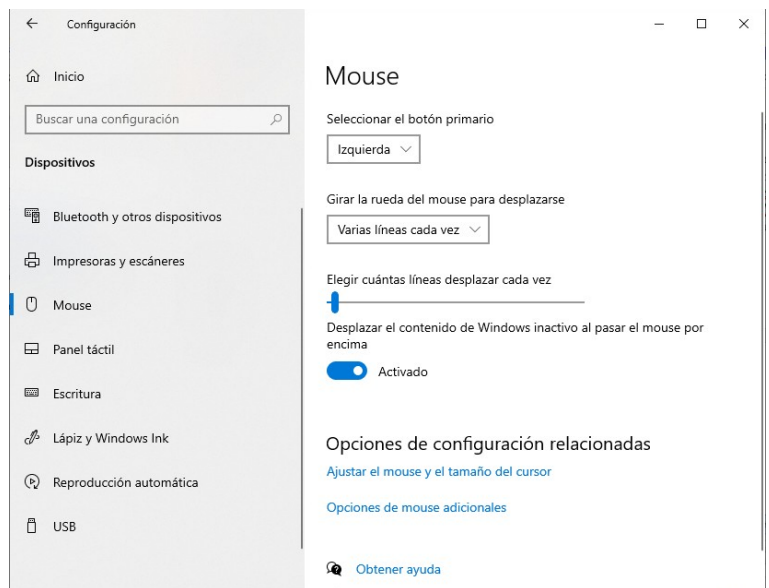 Configuración
Inicio
Buscar una configuración
Dispositivos
Bluetooth y otros dispositivos
Impresoras y escáneres
Mouse
Panel táctil
Escritura
Lápiz y Windows Ink
Reproducción automática
USB
Mouse
Seleccionar el botón primario
Izquierda
Girar la rueda del mouse para desplazarse
Varias líneas cada vez
Elegir cuántas líneas desplazar cada vez
Desplazar el contenido de Windows inactivo al pasar el mouse por
encima
Activado
Opciones de configuración relacionadas
Ajustar el mouse y el tamaño del cursor
Opciones de mouse adicionales
Obtener ayuda